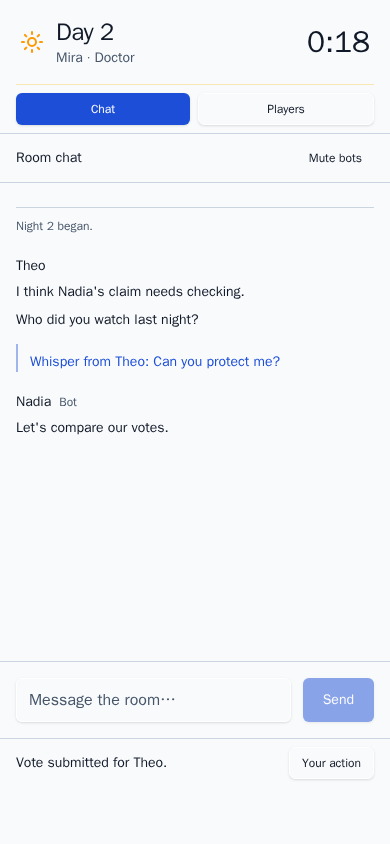 Day 2
Mira · Doctor
0:18
Chat
Players
Room chat
Mute bots
Night 2 began.
Theo
I think Nadia's claim needs checking.
Who did you watch last night?
Whisper from Theo: Can you protect me?
Nadia Bot
Let's compare our votes.
Message the room…
Send
Vote submitted for Theo.
Your action